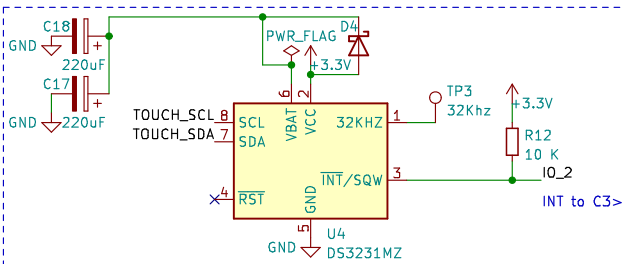 C18
D4
PWR_FLAG
GND
+
+3.3V
220uF
C17
+
TP3
32Khz
+3.3V
6
2
GND
220uF
TOUCH_SCL
8
SCL
VBAT
VCC
32KHZ
1
TOUCH_SDA
7
SDA
R12
10 K
INT/SQW
3
IO_2
4
RST
GND
INT to C3>
5
U4
GND
DS3231MZ